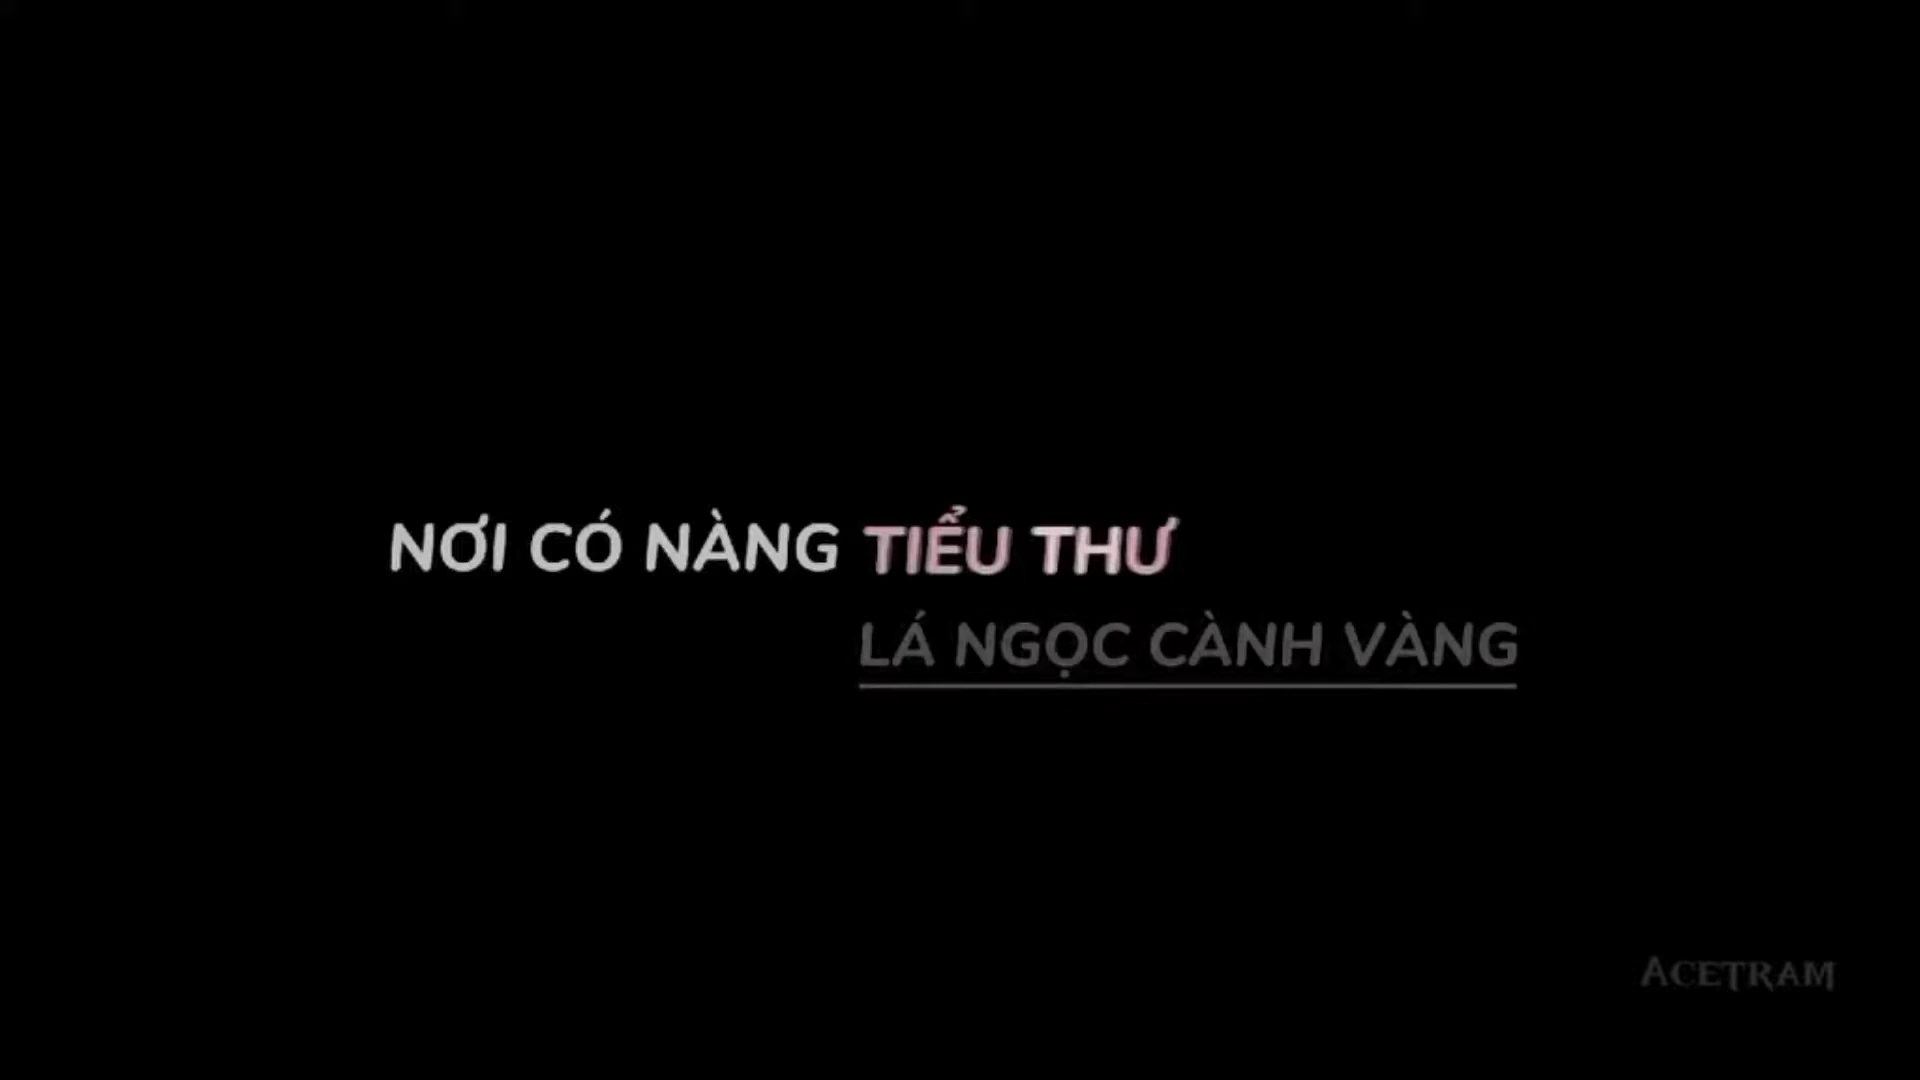 NƠI CÓ NÀNG TIỂU THƯ
LÁ NGỌC CÀNH VÀNG
ACETRAM